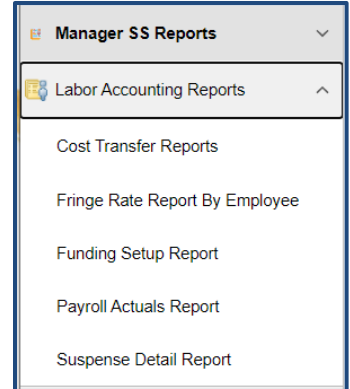 Manager SS Reports
Labor Accounting Reports
Cost Transfer Reports
Fringe Rate Report By Employee
Funding Setup Report
Payroll Actuals Report
Suspense Detail Report